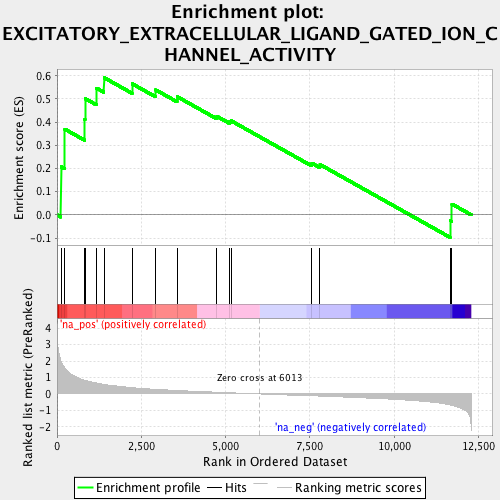 Enrichment plot:
EXCITATORY_EXTRACELLULAR_LIGAND_GATED_ION_C
HANNEL_ACTIVITY
Enrichment score (ES)
0.6
0.5
0.4
0.3
0.2
0.1
0.0
-0.1
'na_pos' (positively correlated)
Ranked list metric (PreRanked)
4
3
2
1
0
-1
-2
Zero cross at 6013
'na_neg' (negatively correlated)
0
2,500
5,000
7,500
10,000
12,500
Rank in Ordered Dataset
Enrichment profile
Hits
Ranking metric scores